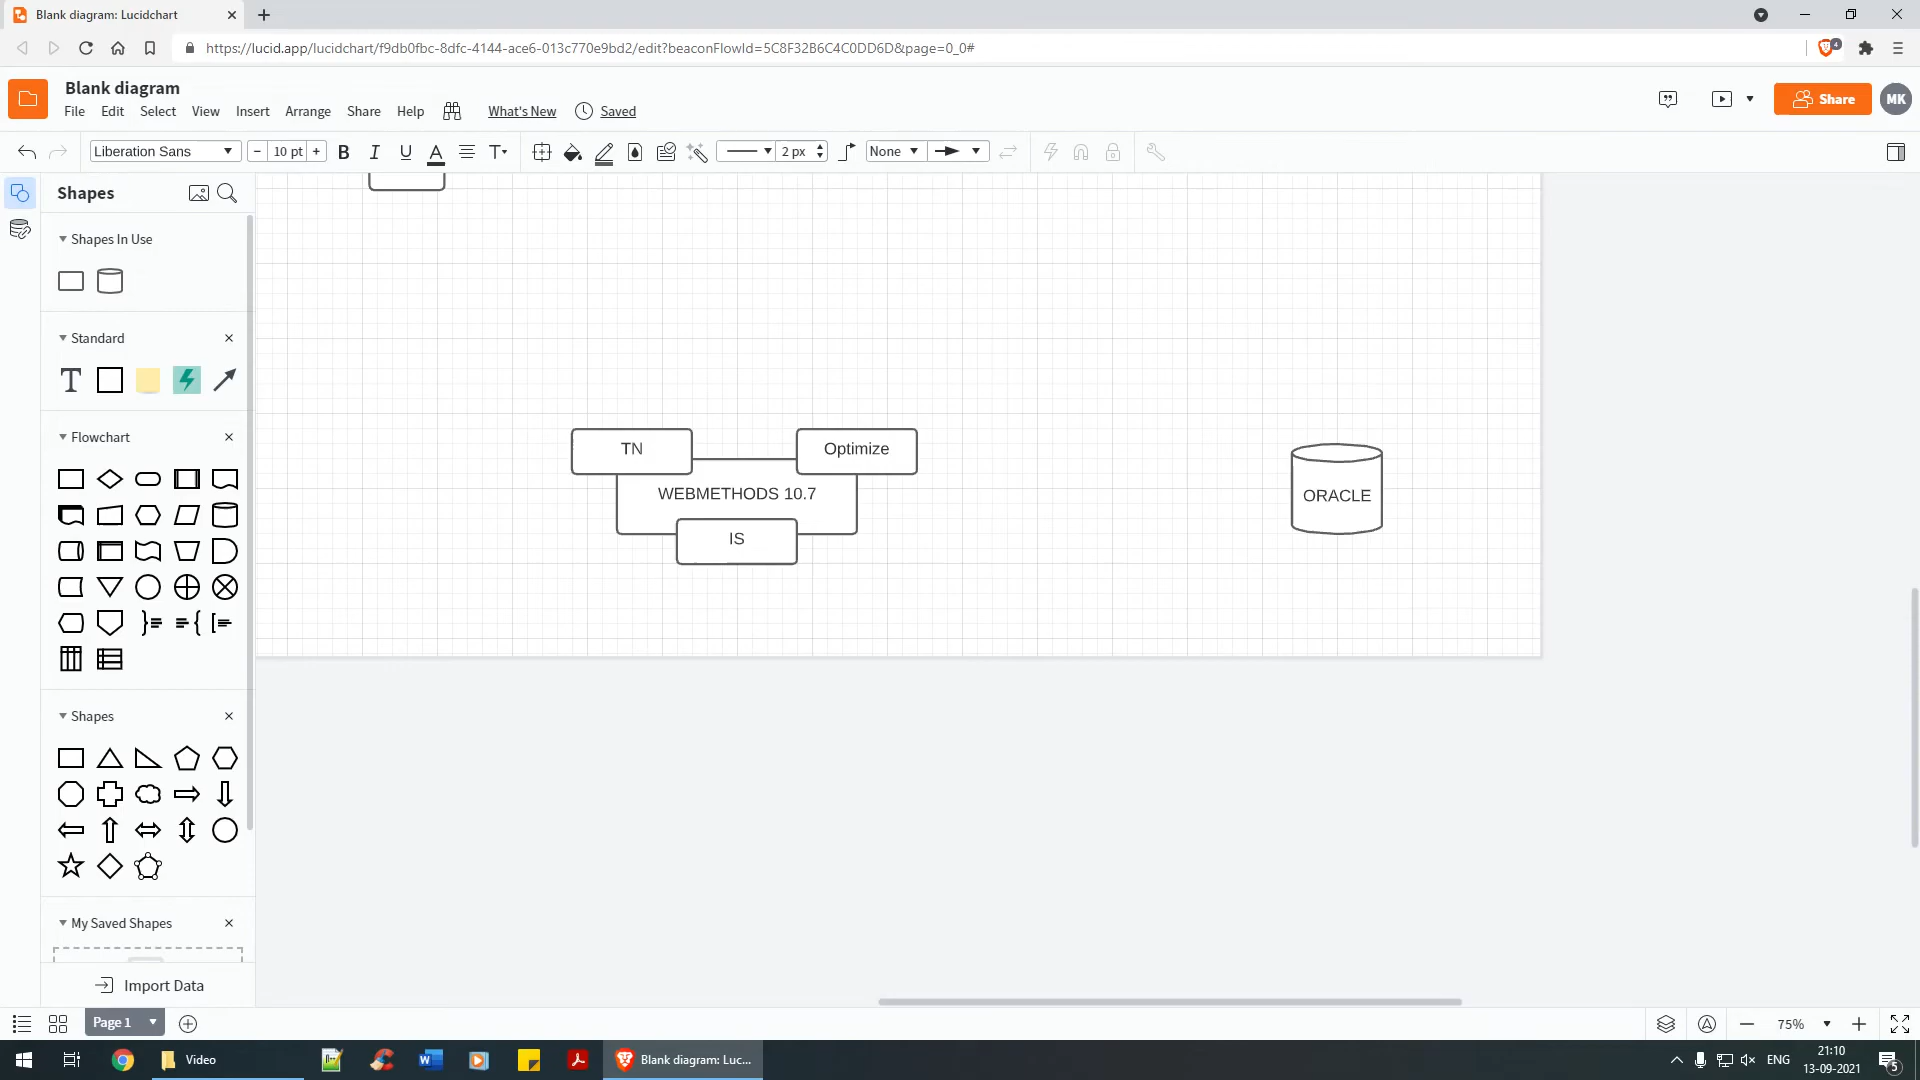 Blank diagram: Lucidchart
https://lucid.app/lucidchart/f9db0fbc-8dfc-4144-ace6-013c770e9bd2/edit?beaconFlowId=5C8F32B6C4C0DD6D&page=0_0#
4
Blank diagram
File Edit Select View Insert Arrange Share Help What's New Saved
Share
MK
Liberation Sans
10 pt
B I U A T
2 px
None
Shapes
Shapes In Use
Standard
T
Flowchart
TN
Optimize
WEBMETHODS 10.7
IS
ORACLE
Shapes
My Saved Shapes
Import Data
Page 1
75%
Video
Blank diagram: Luc...
ENG
21:10
13-09-2021
5